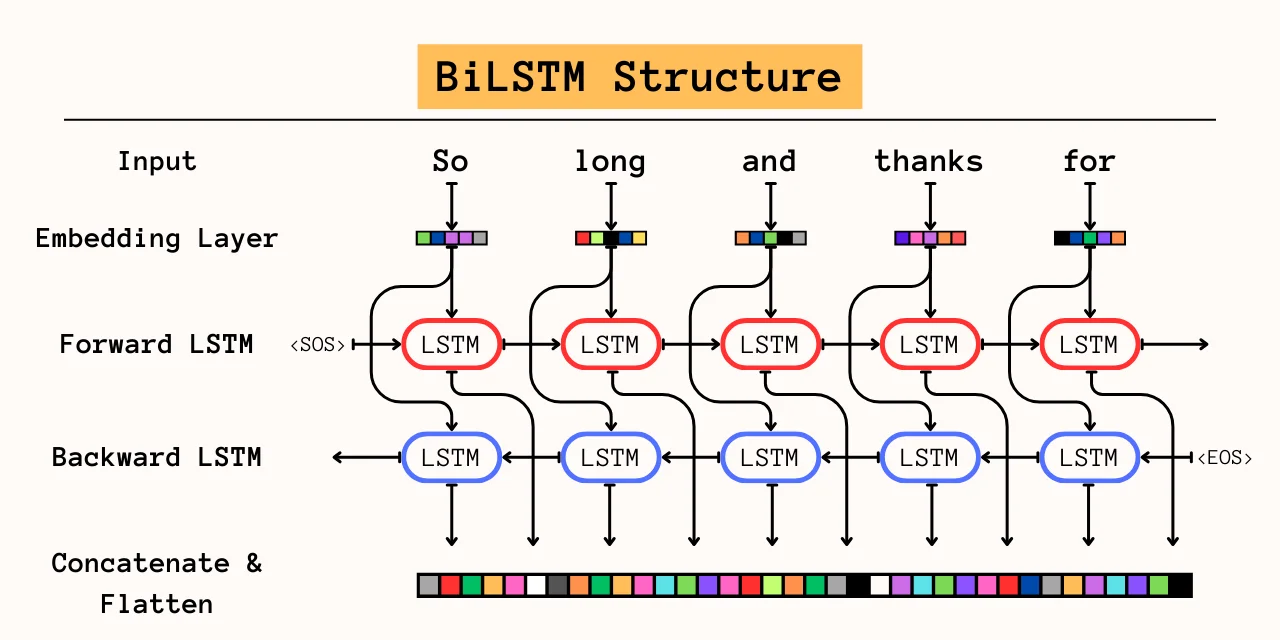 BiLSTM Structure
Input So long and thanks for
Embedding Layer
Forward LSTM <SOS> LSTM LSTM LSTM LSTM LSTM
Backward LSTM LSTM LSTM LSTM LSTM LSTM <EOS>
Concatenate &
Flatten